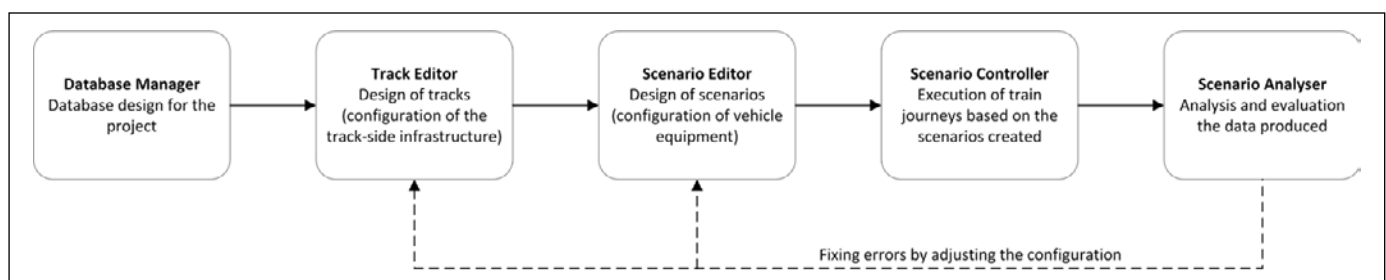 Database Manager
Database design for the
project
Track Editor
Design of tracks
(configuration of the
track-side infrastructure)
Scenario Editor
Design of scenarios
(configuration of vehicle
equipment)
Scenario Controller
Execution of train
journeys based on the
scenarios created
Scenario Analyser
Analysis and evaluation
the data produced
Fixing errors by adjusting the configuration